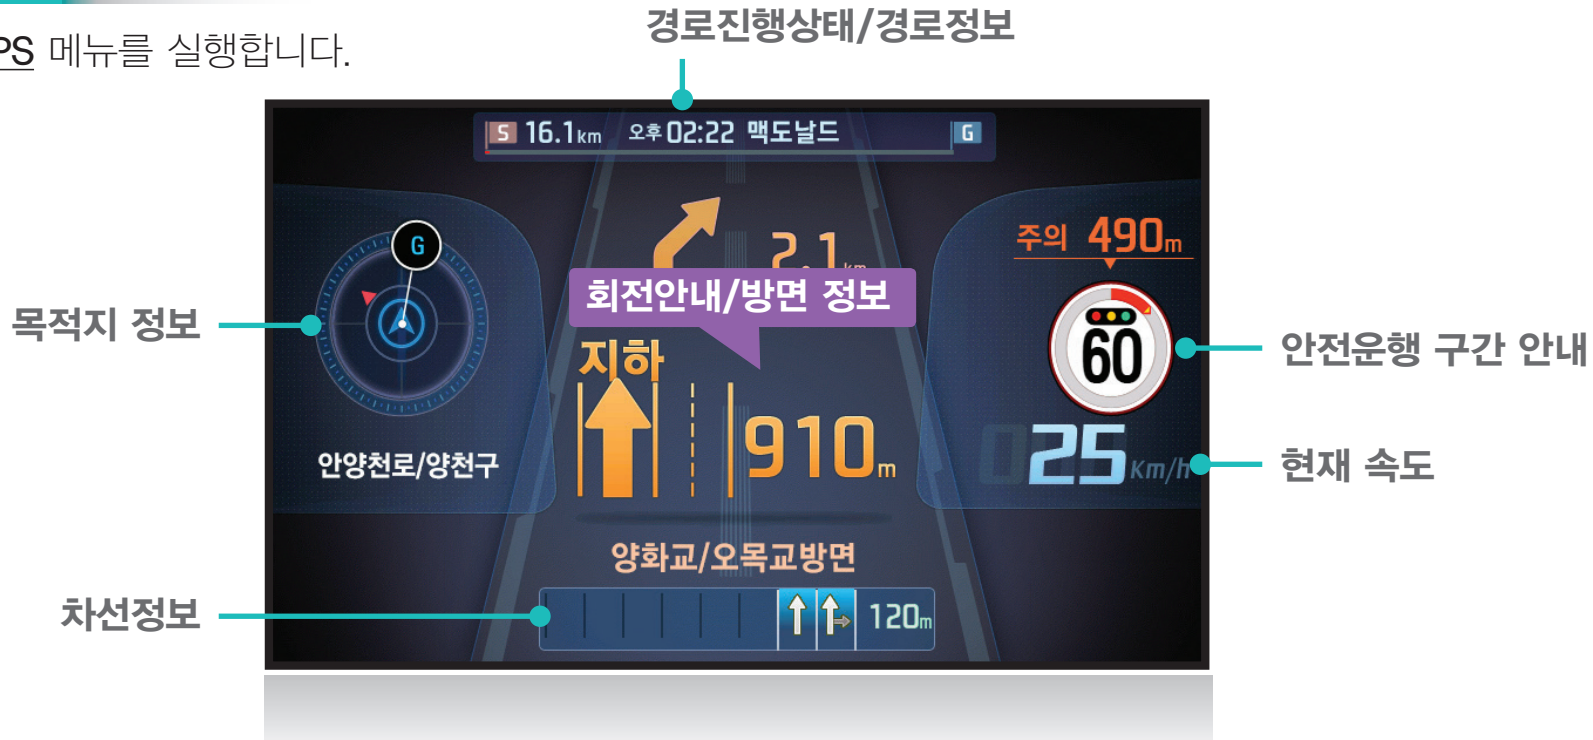 경로진행상태/경로정보
PS 메뉴를 실행합니다.
S 16.1km 오후 02:22 맥도날드 G
G
2.1km
주의 490m
회전안내/방면 정보
목적지 정보
지하
60
안전운행 구간 안내
910m
25Km/h
현재 속도
안양천로/양천구
양화교/오목교방면
차선정보
120m